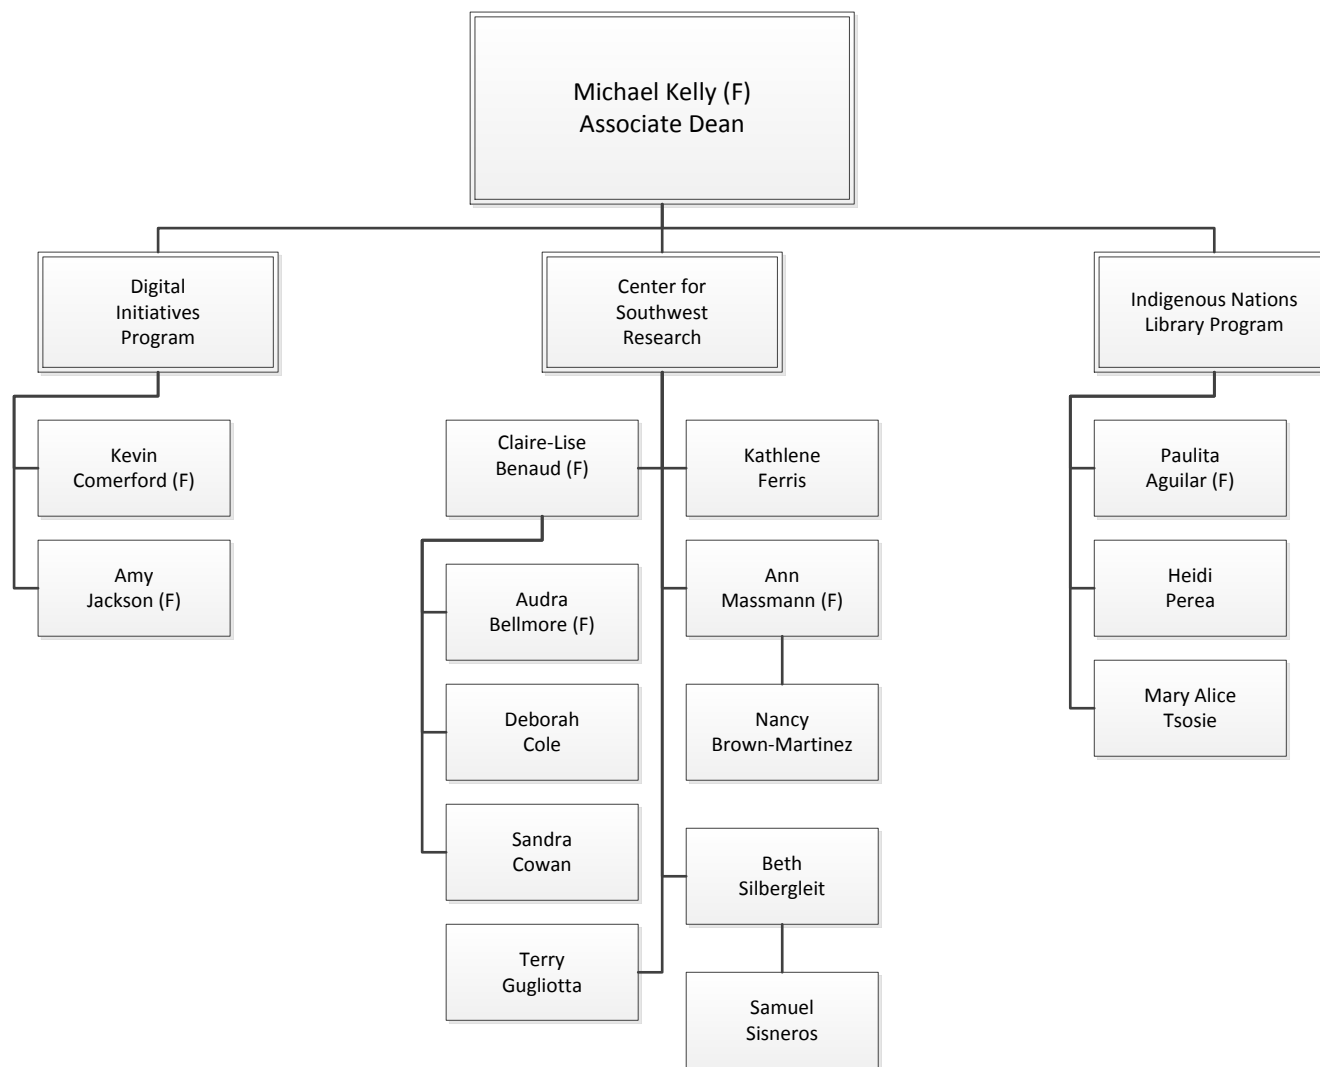 Michael Kelly (F)
Associate Dean
Digital
Initiatives
Program
Center for
Southwest
Research
Indigenous Nations
Library Program
Kevin
Comerford (F)
Amy
Jackson (F)
Claire-Lise
Benaud (F)
Audra
Bellmore (F)
Deborah
Cole
Sandra
Cowan
Terry
Gugliotta
Kathlene
Ferris
Ann
Massmann (F)
Nancy
Brown-Martinez
Beth
Silbergleit
Samuel
Sisneros
Paulita
Aguilar (F)
Heidi
Perea
Mary Alice
Tsosie